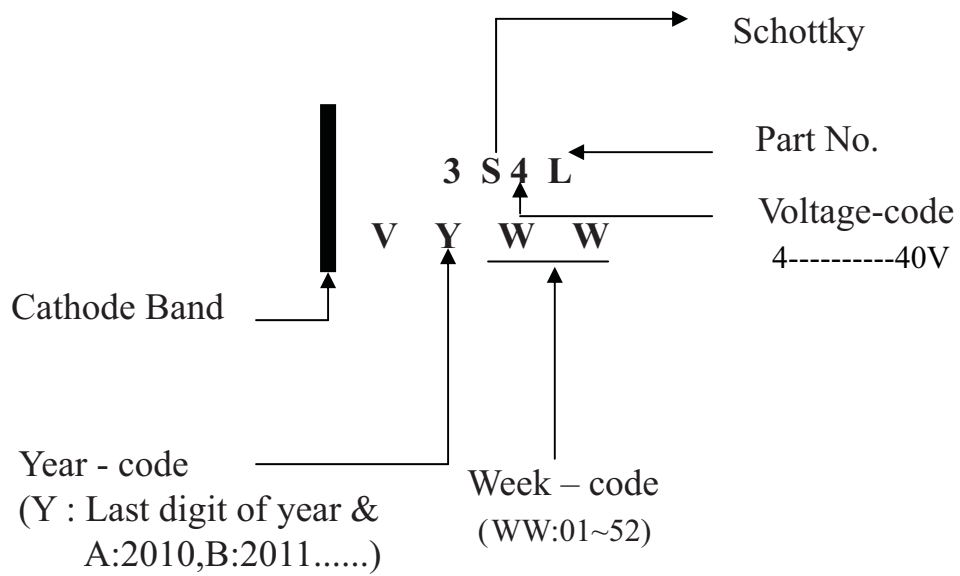 Schottky
Part No.
3 S 4 L
Voltage-code
4----------40V
V Y W W
Cathode Band
Year - code
(Y : Last digit of year &
A:2010,B:2011......)
Week – code
(WW:01~52)